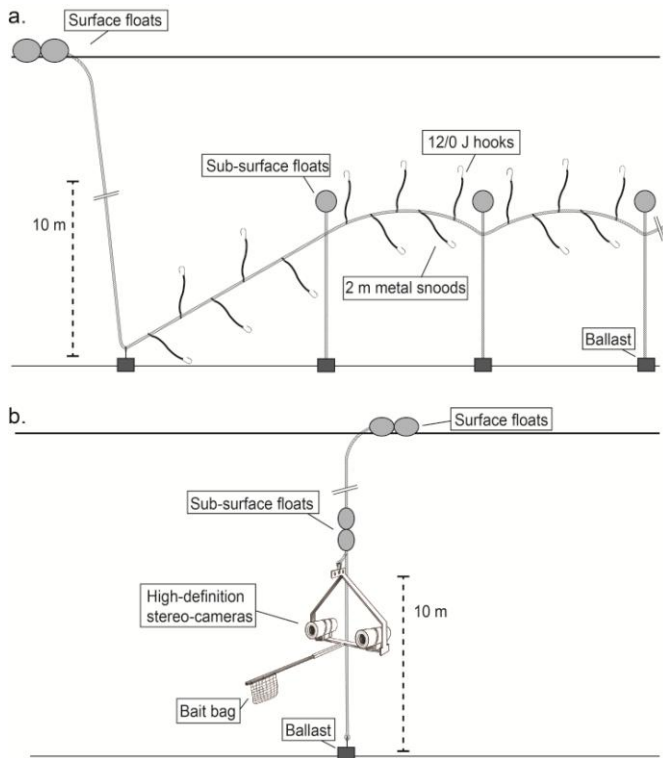 a.
Surface floats
12/0 J hooks
Sub-surface floats
10 m
2 m metal snoods
Ballast
b.
Surface floats
Sub-surface floats
High-definition
stereo-cameras
10 m
Bait bag
Ballast